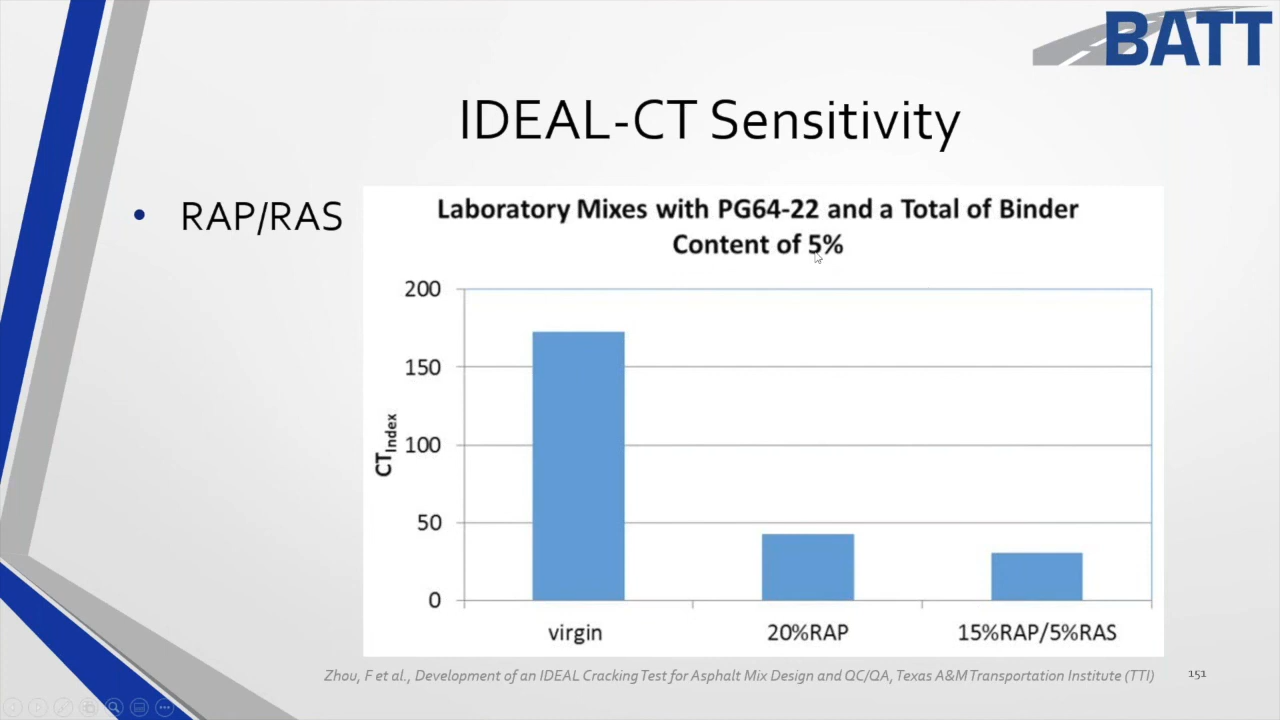 BATT
IDEAL-CT Sensitivity
• RAP/RAS
Laboratory Mixes with PG64-22 and a Total of Binder
Content of 5%
200
150
100
50
0
CTIndex
virgin 20%RAP 15%RAP/5%RAS
Zhou, F et al., Development of an IDEAL Cracking Test for Asphalt Mix Design and QC/QA, Texas A&M Transportation Institute (TTI)
151